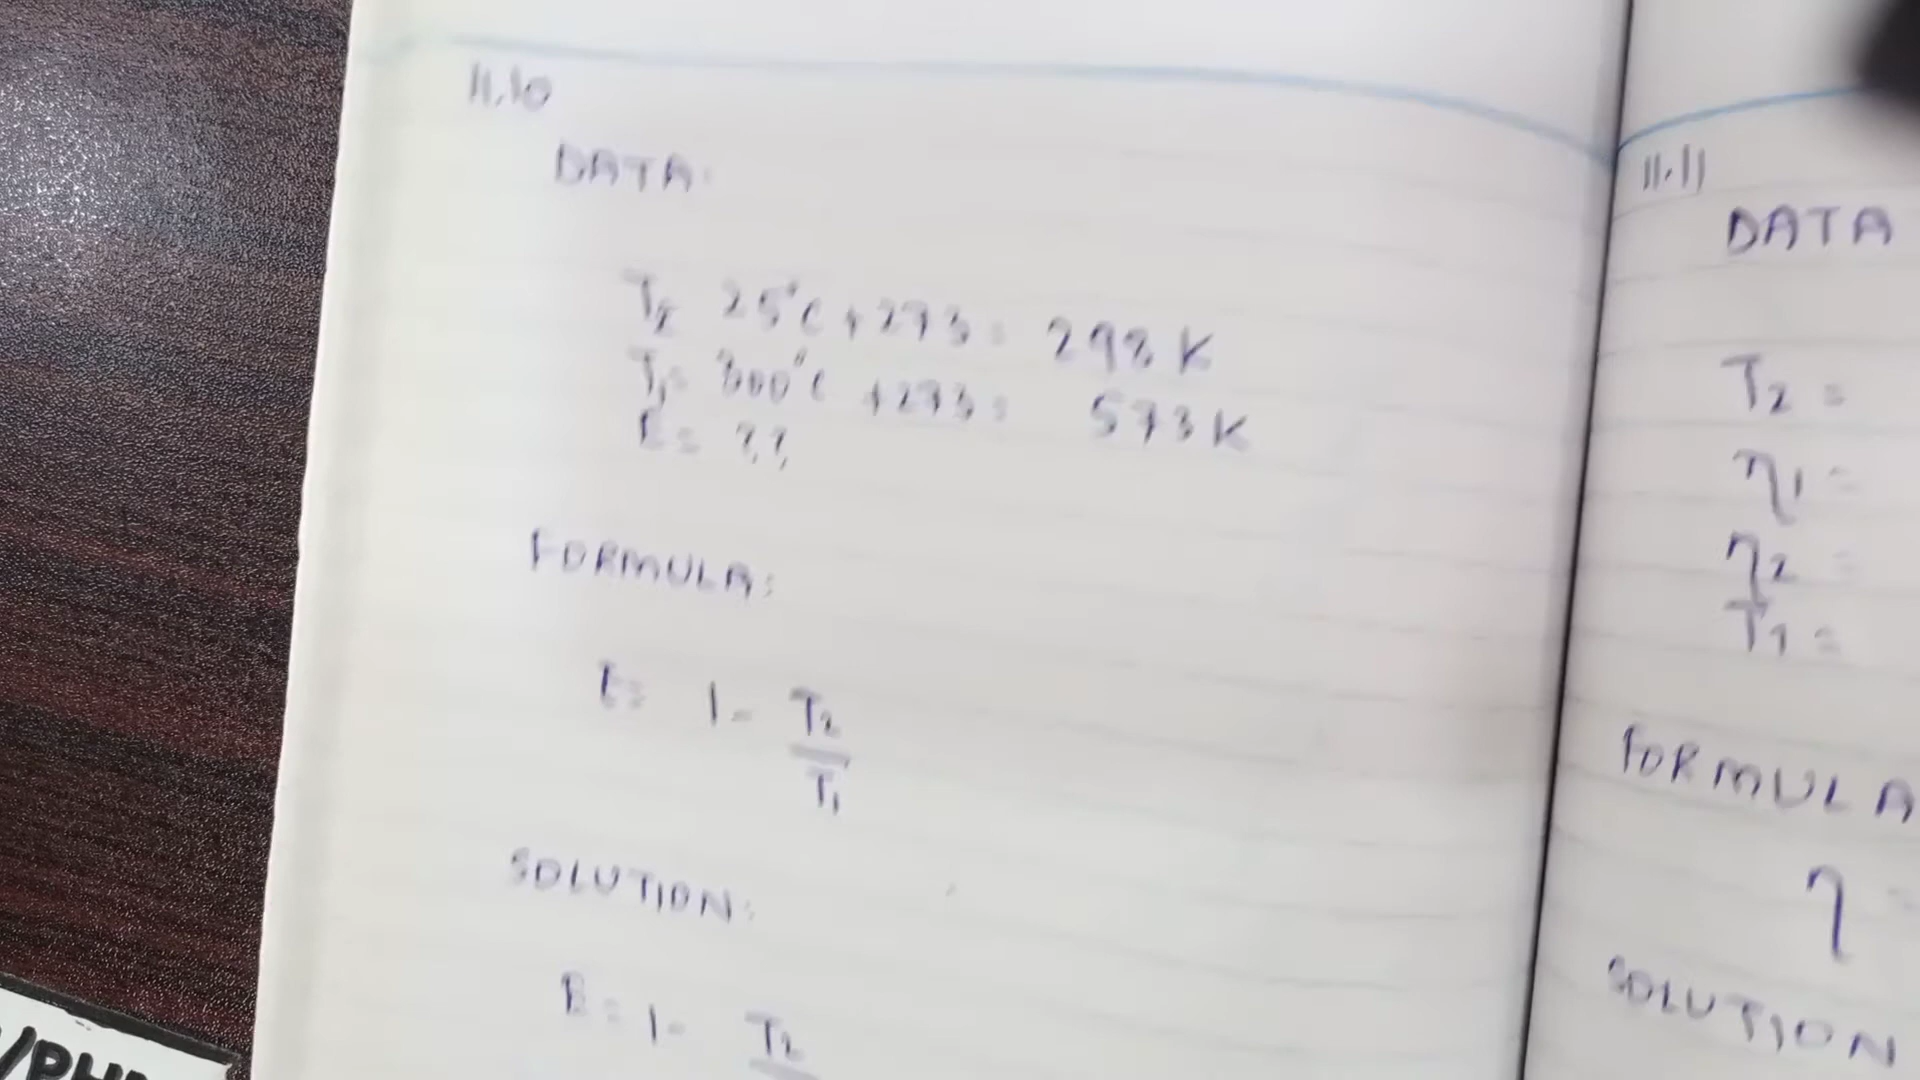 11.10
DATA:
T2 25°C + 273 = 298 K
T1= 300°C + 273 = 573 K
E= ??
FORMULA:
E= 1 - T2
T1
SOLUTION:
E = 1 - T2
11.11
DATA
T2 =
η1 =
η2 =
T1 =
FORMULA
η
SOLUTION